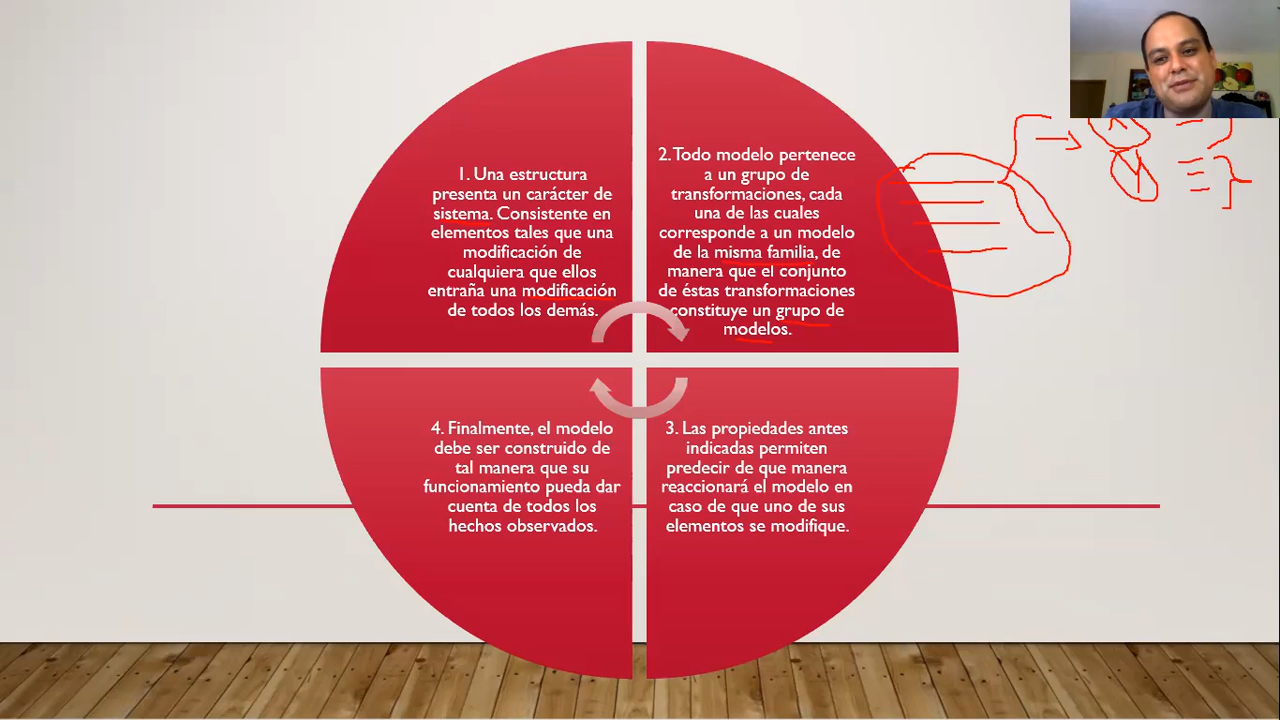 1. Una estructura
presenta un carácter de
sistema. Consistente en
elementos tales que una
modificación de
cualquiera que ellos
entraña una modificación
de todos los demás.
2. Todo modelo pertenece
a un grupo de
transformaciones, cada
una de las cuales
corresponde a un modelo
de la misma familia, de
manera que el conjunto
de éstas transformaciones
constituye un grupo de
modelos.
3. Las propiedades antes
indicadas permiten
predecir de que manera
reaccionará el modelo en
caso de que uno de sus
elementos se modifique.
4. Finalmente, el modelo
debe ser construido de
tal manera que su
funcionamiento pueda dar
cuenta de todos los
hechos observados.